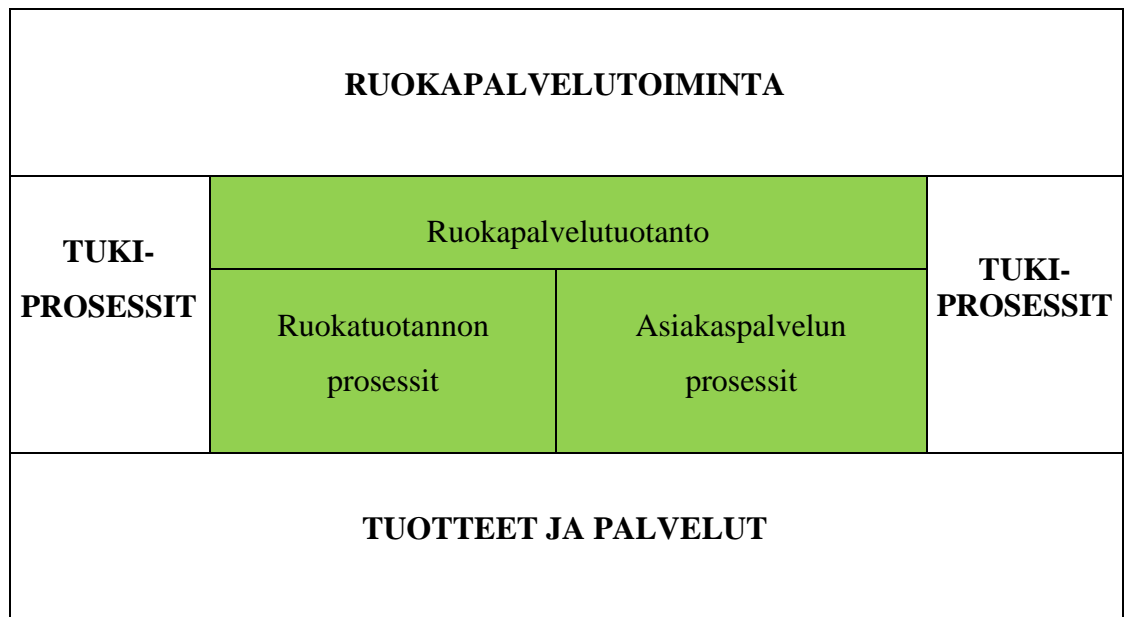 RUOKAPALVELUTOIMINTA
TUKI-
PROSESSIT
Ruokapalvelutuotanto
Ruokatuotannon
prosessit
Asiakaspalvelun
prosessit
TUKI-
PROSESSIT
TUOTTEET JA PALVELUT